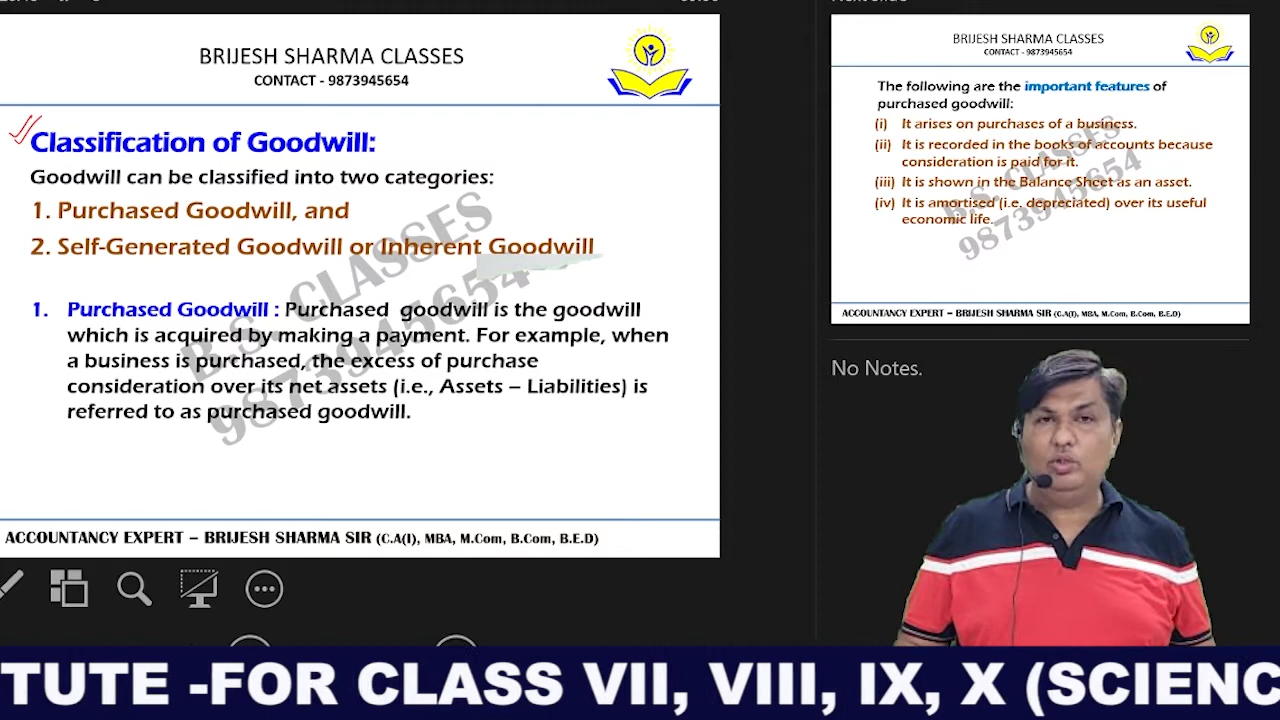 BRIJESH SHARMA CLASSES
CONTACT - 9873945654
Classification of Goodwill:
Goodwill can be classified into two categories:
1. Purchased Goodwill, and
2. Self-Generated Goodwill or Inherent Goodwill
1. Purchased Goodwill : Purchased goodwill is the goodwill
which is acquired by making a payment. For example, when
a business is purchased, the excess of purchase
consideration over its net assets (i.e., Assets – Liabilities) is
referred to as purchased goodwill.
B.S. CLASSES
9873945654
ACCOUNTANCY EXPERT – BRIJESH SHARMA SIR (C.A(I), MBA, M.Com, B.Com, B.E.D)
BRIJESH SHARMA CLASSES
CONTACT - 9873945654
The following are the important features of
purchased goodwill:
(i) It arises on purchases of a business.
(ii) It is recorded in the books of accounts because
consideration is paid for it.
(iii) It is shown in the Balance Sheet as an asset.
(iv) It is amortised (i.e. depreciated) over its useful
economic life.
B.S. CLASSES
9873945654
ACCOUNTANCY EXPERT – BRIJESH SHARMA SIR (C.A(I), MBA, M.Com, B.Com, B.E.D)
No Notes.
TUTE -FOR CLASS VII, VIII, IX, X (SCIENC